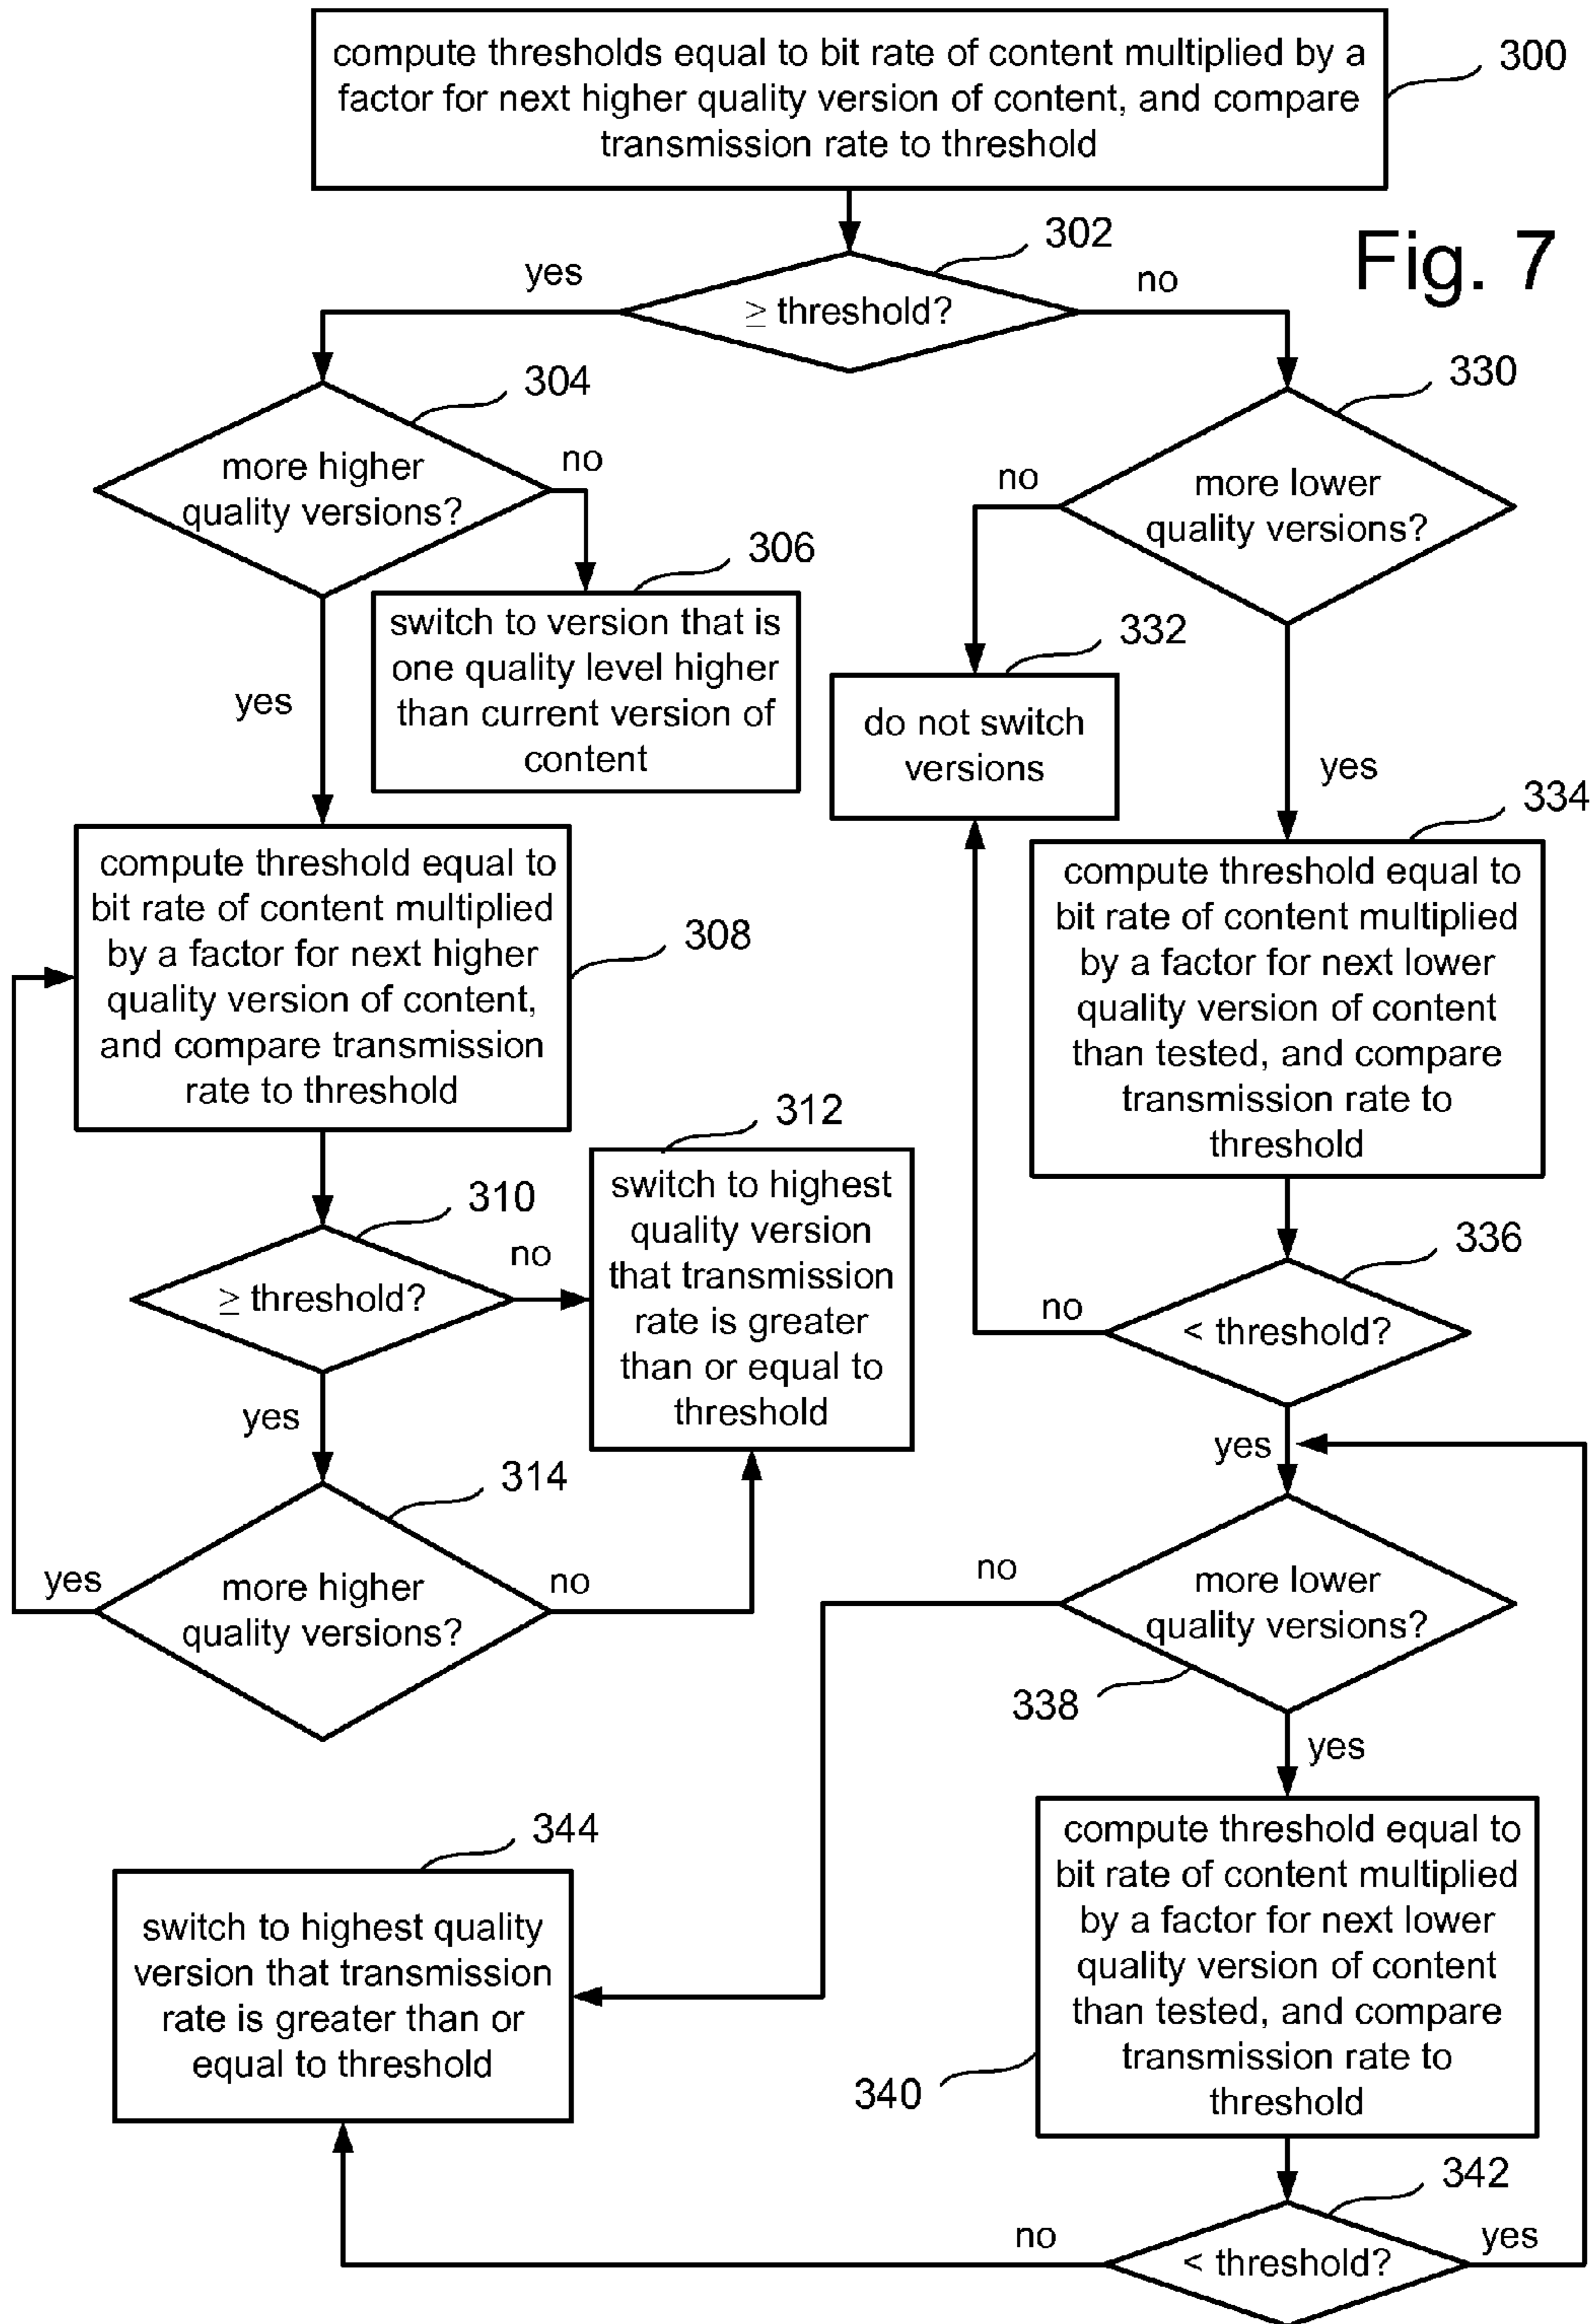 compute thresholds equal to bit rate of content multiplied by a
factor for next higher quality version of content, and compare
transmission rate to threshold
300
302
Fig. 7
yes
≥ threshold?
no
304
more higher
quality versions?
no
yes
330
more lower
quality versions?
no
yes
306
switch to version that is
one quality level higher
than current version of
content
332
do not switch
versions
334
compute threshold equal to
bit rate of content multiplied
by a factor for next lower
quality version of content
than tested, and compare
transmission rate to
threshold
compute threshold equal to
bit rate of content multiplied
by a factor for next higher
quality version of content,
and compare transmission
rate to threshold
308
312
switch to highest
quality version
that transmission
rate is greater
than or equal to
threshold
310
≥ threshold?
no
yes
336
< threshold?
no
yes
314
more higher
quality versions?
yes
no
no
more lower
quality versions?
338
yes
344
switch to highest quality
version that transmission
rate is greater than or
equal to threshold
compute threshold equal to
bit rate of content multiplied
by a factor for next lower
quality version of content
than tested, and compare
transmission rate to
threshold
340
342
no
< threshold?
yes